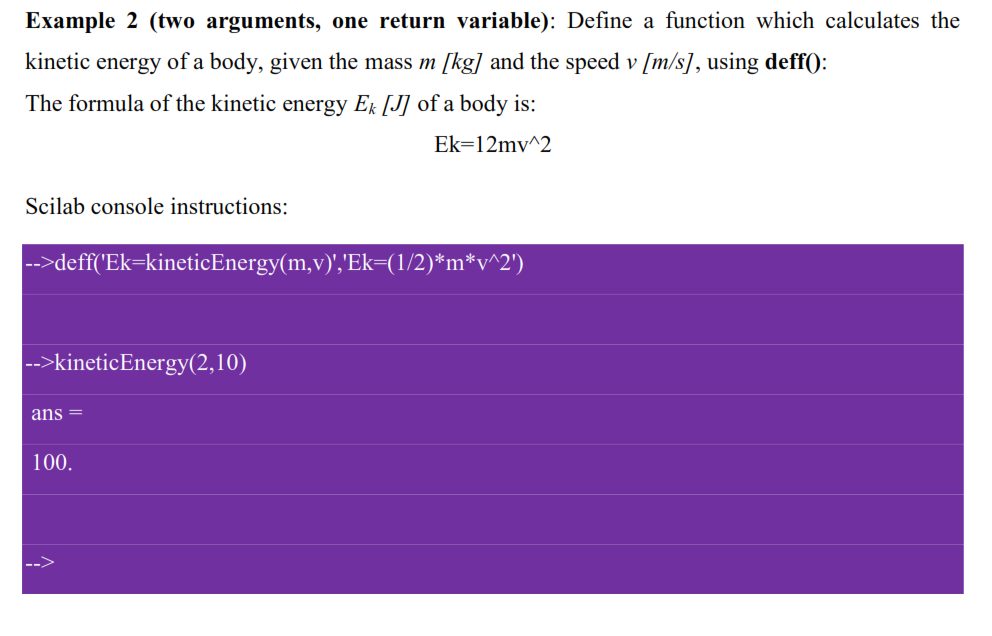 Example 2 (two arguments, one return variable): Define a function which calculates the
kinetic energy of a body, given the mass m [kg] and the speed v [m/s], using deff():
The formula of the kinetic energy Ek [J] of a body is:
Ek=12mv^2
Scilab console instructions:
-->deff('Ek=kineticEnergy(m,v)','Ek=(1/2)*m*v^2')
-->kineticEnergy(2,10)
ans =
100.
-->